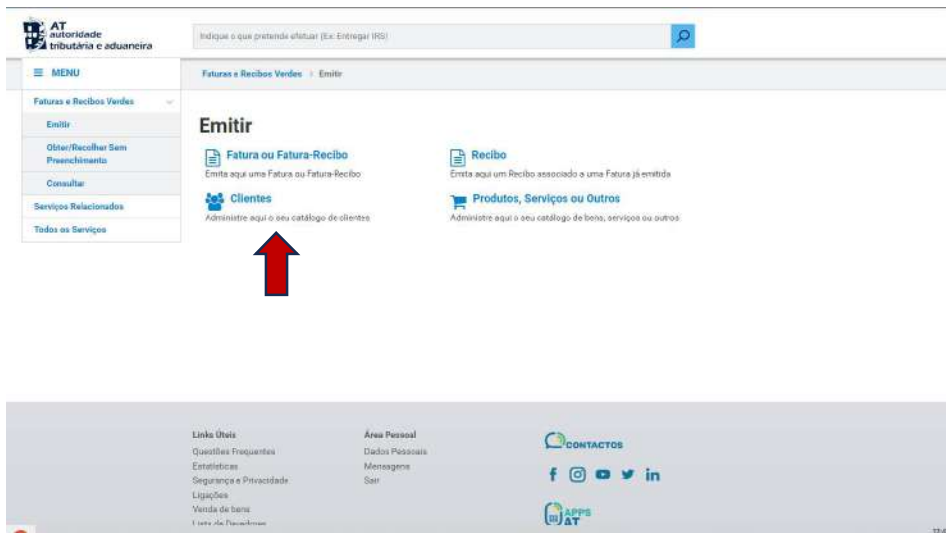 AT
autoridade
tributária e aduaneira
Indique o que pretende efetuar (Ex: Entregar IRS)
MENU
Faturas e Recibos Verdes > Emitir
Faturas e Recibos Verdes
Emitir
Obter/Recolher Sem
Preenchimento
Consultar
Serviços Relacionados
Todos os Serviços
Emitir
Fatura ou Fatura-Recibo
Emita aqui uma Fatura ou Fatura-Recibo
Recibo
Emita aqui um Recibo associado a uma Fatura já emitida
Clientes
Administre aqui o seu catálogo de clientes
Produtos, Serviços ou Outros
Administre aqui o seu catálogo de bens, serviços ou outros
Links Úteis
Questões Frequentes
Estatísticas
Segurança e Privacidade
Ligações
Venda de bens
Lista de Devedores
Área Pessoal
Dados Pessoais
Mensagens
Sair
CONTACTOS
APPS
AT